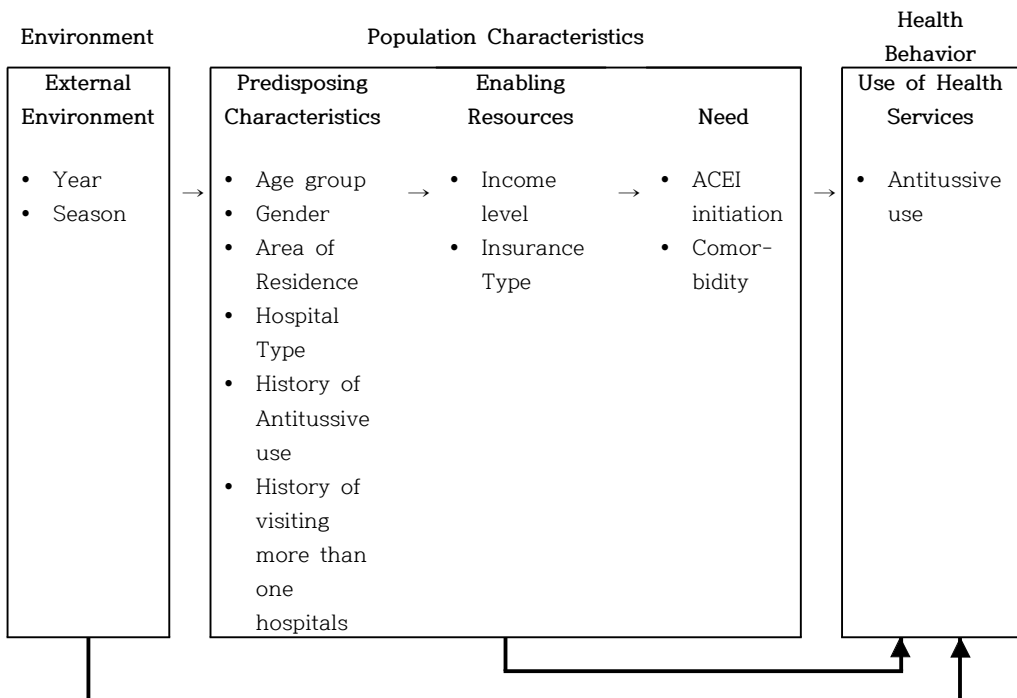 Environment
Population Characteristics
Health
Behavior
External
Environment
• Year
• Season
→
Predisposing
Characteristics
• Age group
• Gender
• Area of
Residence
• Hospital
Type
• History of
Antitussive
use
• History of
visiting
more than
one
hospitals
→
Enabling
Resources
• Income
level
• Insurance
Type
→
Need
• ACEI
initiation
• Comor-
bidity
→
Use of Health
Services
• Antitussive
use